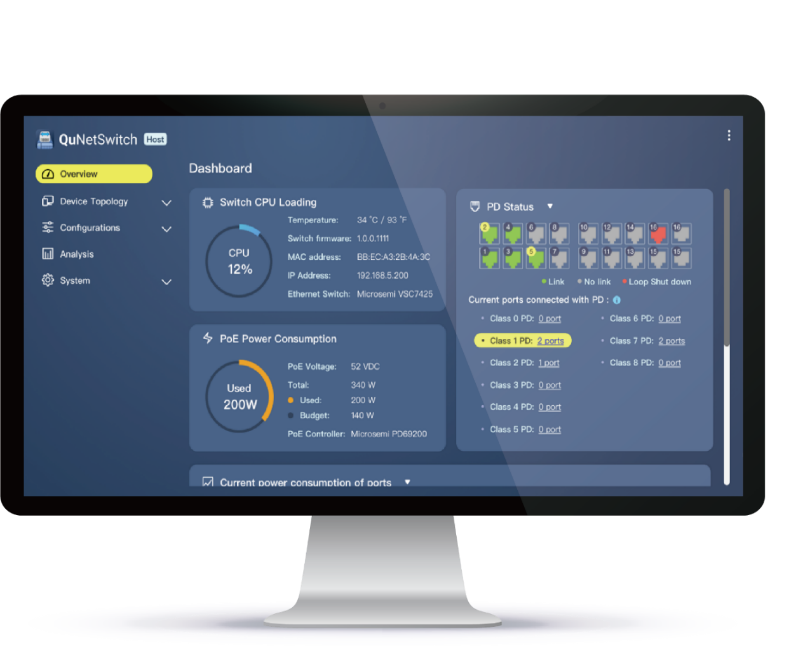 QuNetSwitch Host
Overview
Device Topology
Configurations
Analysis
System
Dashboard
Switch CPU Loading
CPU
12%
Temperature: 34 °C / 93 °F
Switch firmware: 1.0.0.1111
MAC address: BB:EC:A3:2B:4A:3C
IP Address: 192.168.5.200
Ethernet Switch: Microsemi VSC7425
PoE Power Consumption
Used
200W
PoE Voltage: 52 VDC
Total: 340 W
Used: 200 W
Budget: 140 W
PoE Controller: Microsemi PD69200
Current power consumption of ports
PD Status
2 4 6 8 10 12 14
16
1 3 5 7 9 11 13
Link No link Loop Shut down
Current ports connected with PD :
Class 0 PD: 0 port Class 6 PD: 0 port
Class 1 PD: 2 ports Class 7 PD: 2 ports
Class 2 PD: 1 port Class 8 PD: 0 port
Class 3 PD: 0 port
Class 4 PD: 0 port
Class 5 PD: 0 port